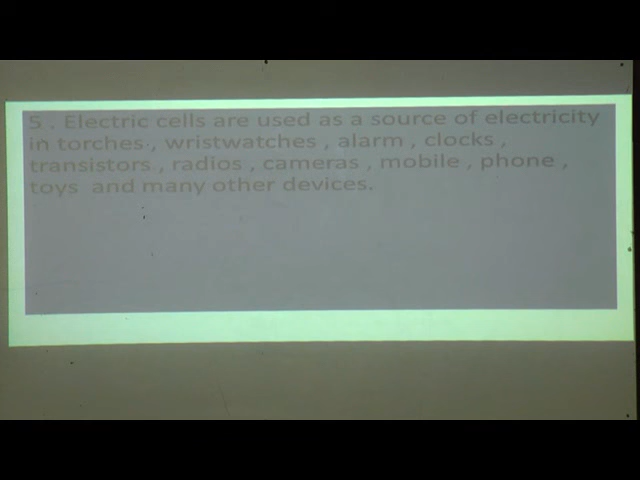 5 . Electric cells are used as a source of electricity
in torches , wristwatches , alarm , clocks ,
transistors , radios , cameras , mobile , phone ,
toys and many other devices.